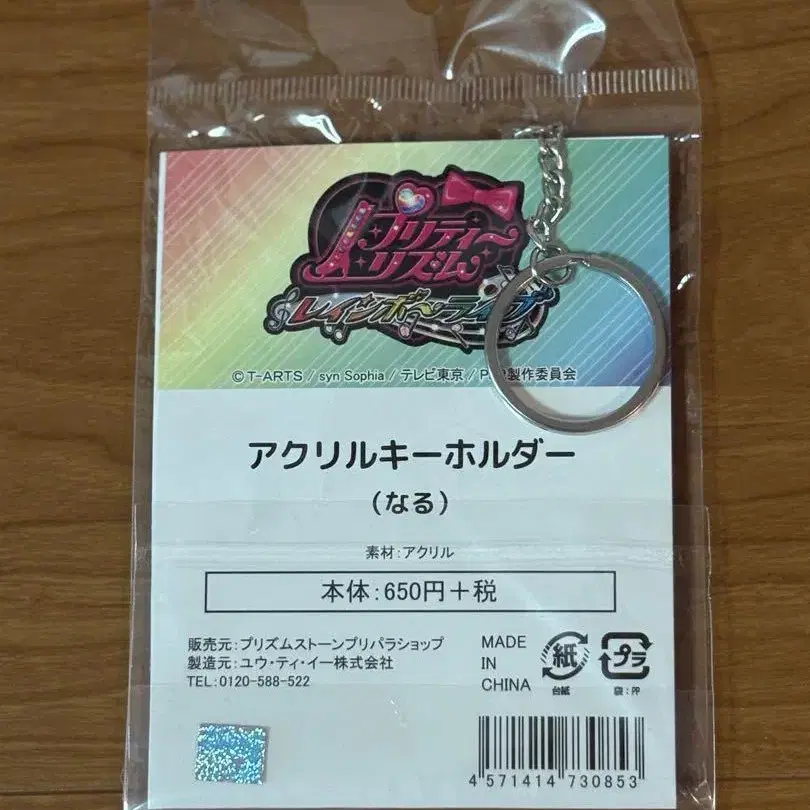 プリティー
リズム
レインボーライブ
©T-ARTS / syn Sophia / テレビ東京 / P 製作委員会
アクリルキーホルダー
(なる)
素材:アクリル
本体:650円+税
販売元:プリズムストーンプリパラショップ
製造元:ユウ・ティ・イー株式会社
TEL:0120-588-522
MADE
IN
CHINA
紙
台紙
プラ
袋:PP
4 571414 730853